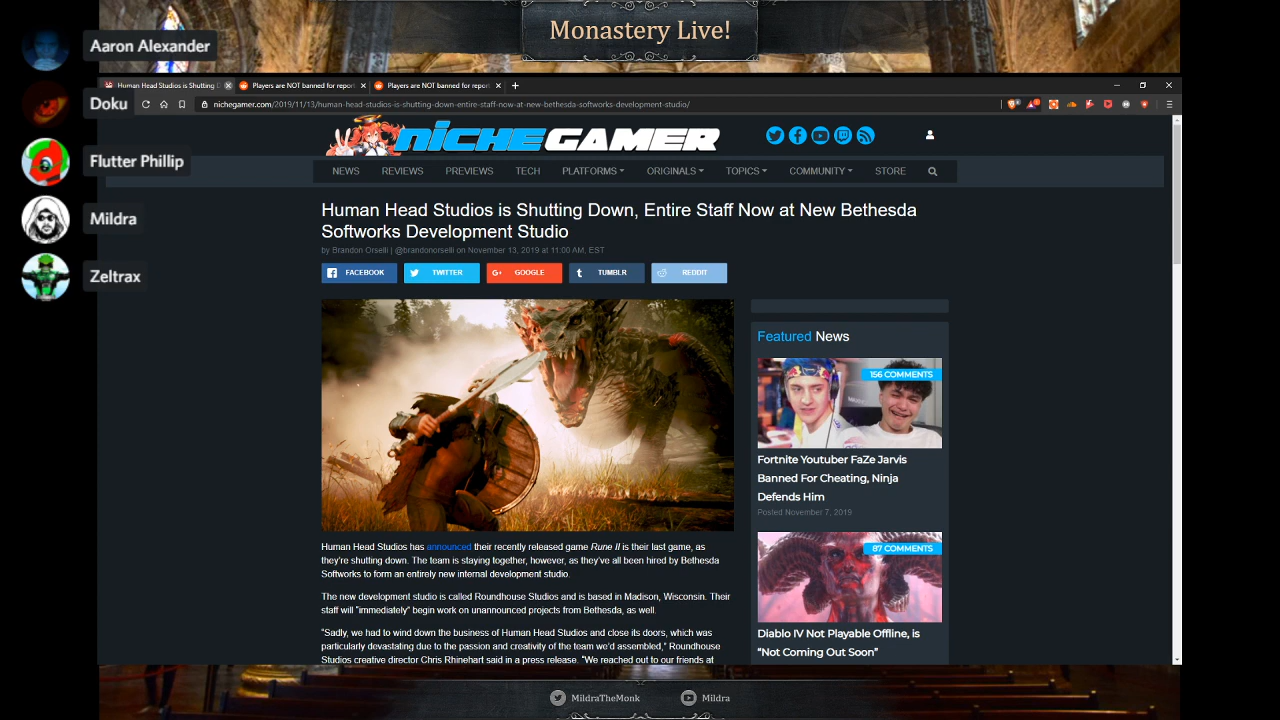 Monastery Live!
Aaron Alexander
Doku
Flutter Phillip
Mildra
Zeltrax
Human Head Studios is Shutting D
Players are NOT banned for report
Players are NOT banned for report
nichegamer.com/2019/11/13/human-head-studios-is-shutting-down-entire-staff-now-at-new-bethesda-softworks-development-studio/
NICHEGAMER
NEWS REVIEWS PREVIEWS TECH PLATFORMS ORIGINALS TOPICS COMMUNITY STORE
Human Head Studios is Shutting Down, Entire Staff Now at New Bethesda
Softworks Development Studio
by Brandon Orselli | @brandonorselli on November 13, 2019 at 11:00 AM, EST
FACEBOOK TWITTER G+ GOOGLE TUMBLR REDDIT
Human Head Studios has announced their recently released game Rune II is their last game, as
they're shutting down. The team is staying together, however, as they've all been hired by Bethesda
Softworks to form an entirely new internal development studio.
The new development studio is called Roundhouse Studios and is based in Madison, Wisconsin. Their
staff will "immediately" begin work on unannounced projects from Bethesda, as well.
"Sadly, we had to wind down the business of Human Head Studios and close its doors, which was
particularly devastating due to the passion and creativity of the team we'd assembled," Roundhouse
Studios creative director Chris Rhinehart said in a press release. "We reached out to our friends at
Featured News
156 COMMENTS
Fortnite Youtuber FaZe Jarvis
Banned For Cheating, Ninja
Defends Him
Posted November 7, 2019
87 COMMENTS
Diablo IV Not Playable Offline, is
"Not Coming Out Soon"
MildraTheMonk
Mildra